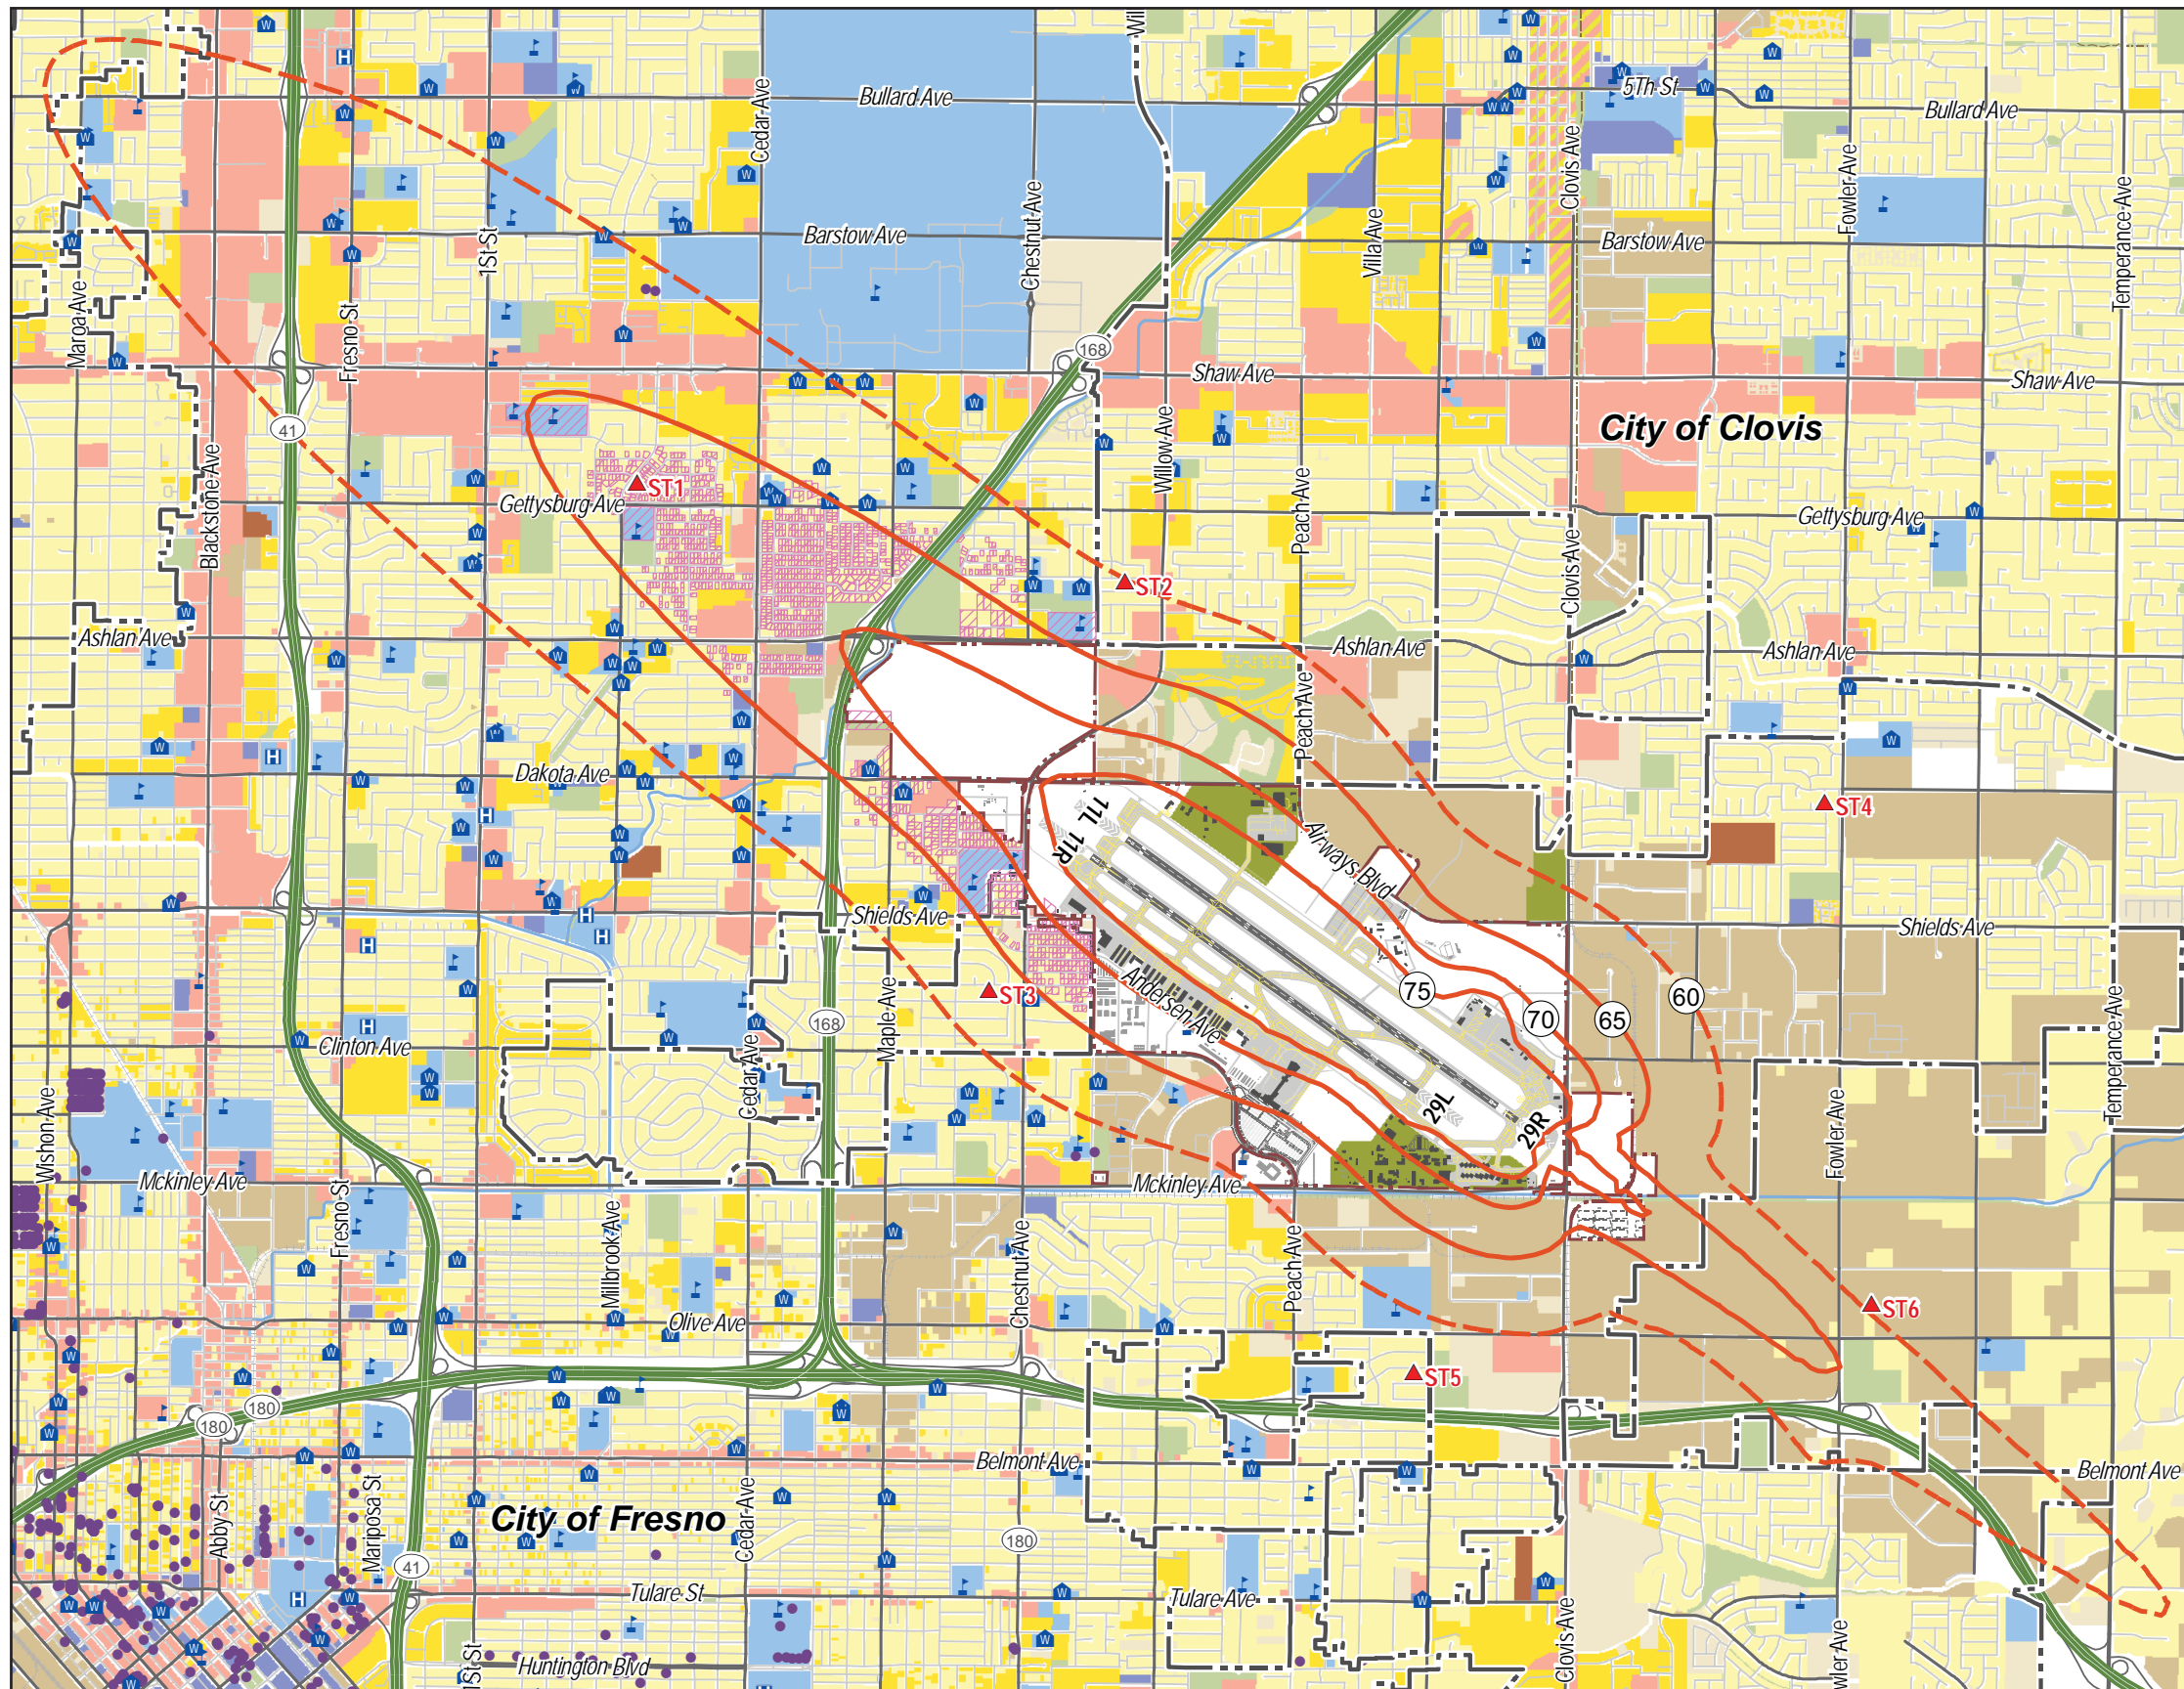 Will
5Th St
Bullard Ave
Bullard Ave
Cedar Ave
Clovis Ave
Fowler Ave
Chestnut Ave
Temperance Ave
Barstow Ave
Barstow Ave
Villa Ave
1St St
Maroa Ave
Fresno St
168
Shaw Ave
Shaw Ave
41
City of Clovis
Willow Ave
Blackstone Ave
Peach Ave
ST1
Gettysburg Ave
Gettysburg Ave
Clovis Ave
ST2
Ashlan Ave
Ashlan Ave
Ashlan Ave
Peach Ave
Dakota Ave
11L
11R
ST4
Airways Blvd
Shields Ave
Shields Ave
ST3
Andersen Ave
75
70
65
60
168
Maple Ave
Clinton Ave
Cedar Ave
Wishon Ave
Temperance Ave
Fowler Ave
29L
29R
Mckinley Ave
Mckinley Ave
Fresno St
Millbrook Ave
Chestnut Ave
Peach Ave
Olive Ave
ST6
ST5
180
180
Belmont Ave
Belmont Ave
Abby St
Mariposa St
City of Fresno
Cedar Ave
180
41
Tulare St
Tulare Ave
Clovis Ave
wler Ave
1St St
Huntington Blvd